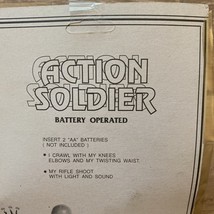 ACTION
SOLDIER
BATTERY OPERATED
INSERT 2 "AA" BATTERIES
( NOT INCLUDED )
• I CRAWL WITH MY KNEES
ELBOWS AND MY TWISTING WAIST
• MY RIFLE SHOOT
WITH LIGHT AND SOUND